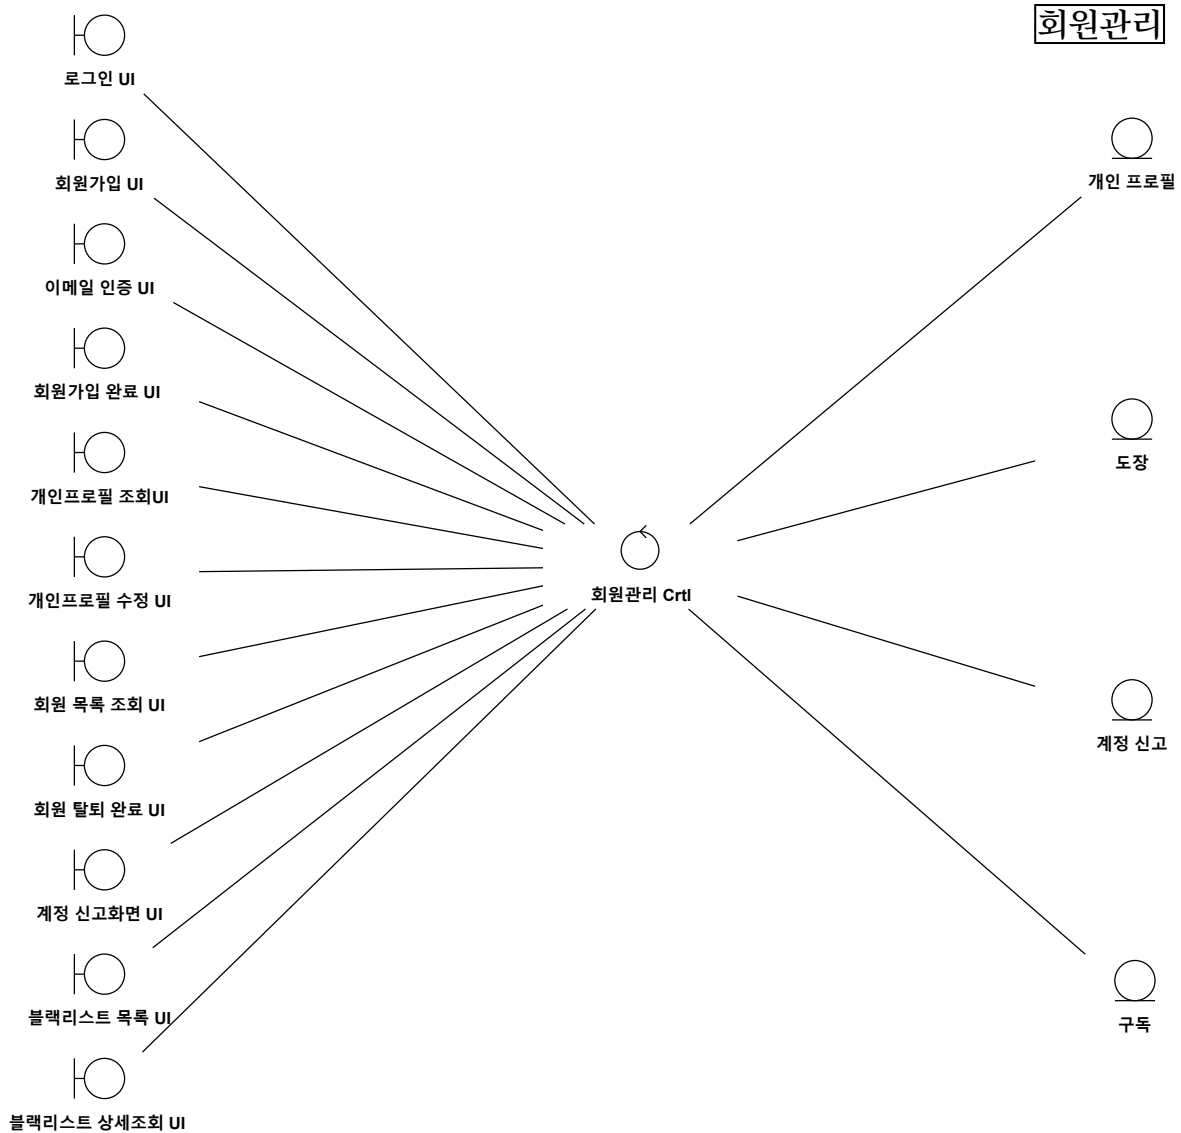 회원관리
로그인 UI
회원가입 UI
이메일 인증 UI
회원가입 완료 UI
개인프로필 조회UI
개인프로필 수정 UI
회원 목록 조회 UI
회원 탈퇴 완료 UI
계정 신고화면 UI
블랙리스트 목록 UI
블랙리스트 상세조회 UI
회원관리 Crtl
개인 프로필
도장
계정 신고
구독